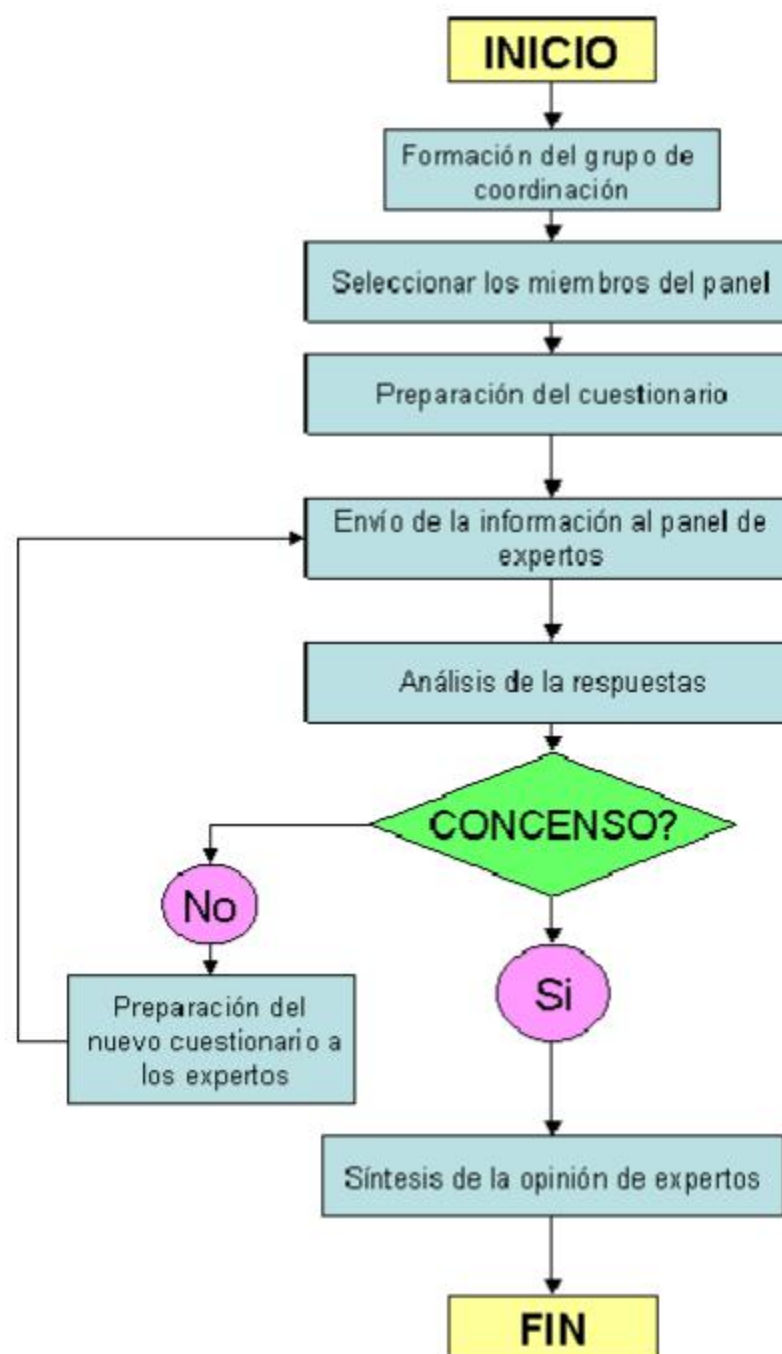 INICIO
Formación del grupo de
coordinación
Seleccionar los miembros del panel
Preparación del cuestionario
Envío de la información al panel de
expertos
Análisis de la respuestas
CONCENSO?
No
Si
Preparación del
nuevo cuestionario a
los expertos
Síntesis de la opinión de expertos
FIN